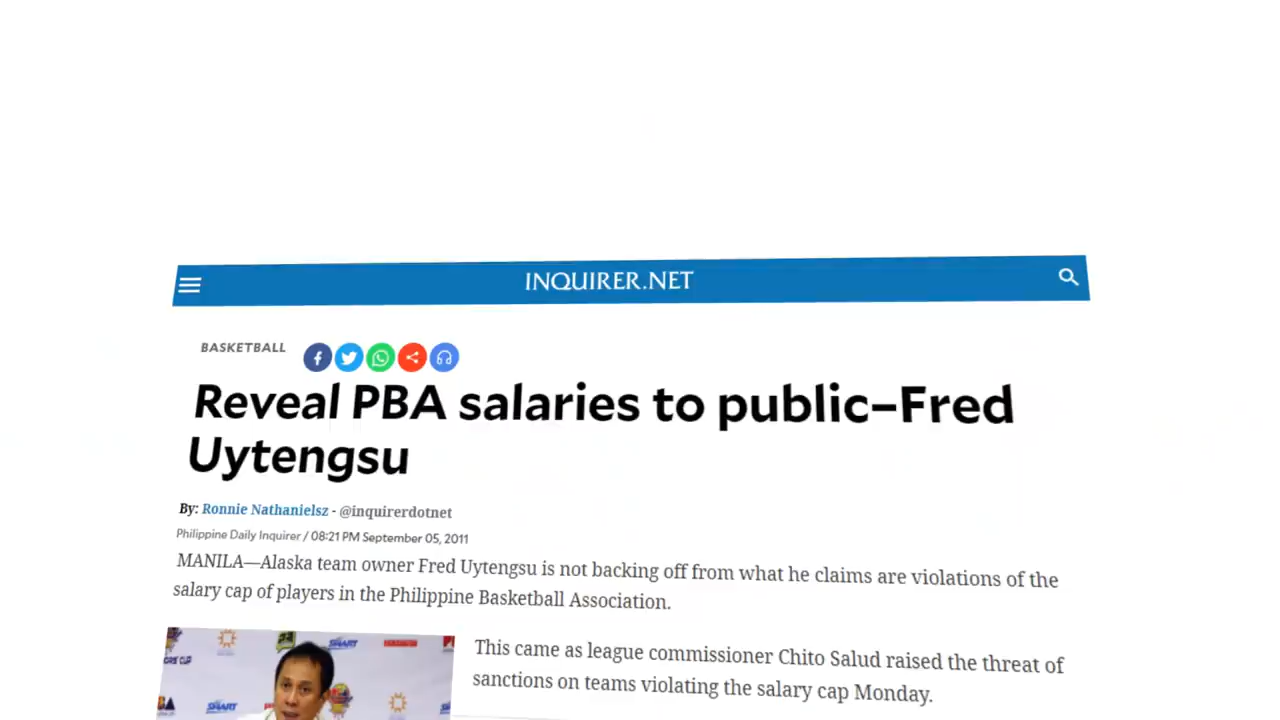 INQUIRER.NET
BASKETBALL
Reveal PBA salaries to public–Fred
Uytengsu
By: Ronnie Nathanielsz - @inquirerdotnet
Philippine Daily Inquirer / 08:21 PM September 05, 2011
MANILA—Alaska team owner Fred Uytengsu is not backing off from what he claims are violations of the
salary cap of players in the Philippine Basketball Association.
This came as league commissioner Chito Salud raised the threat of
sanctions on teams violating the salary cap Monday.
SMART
SMART